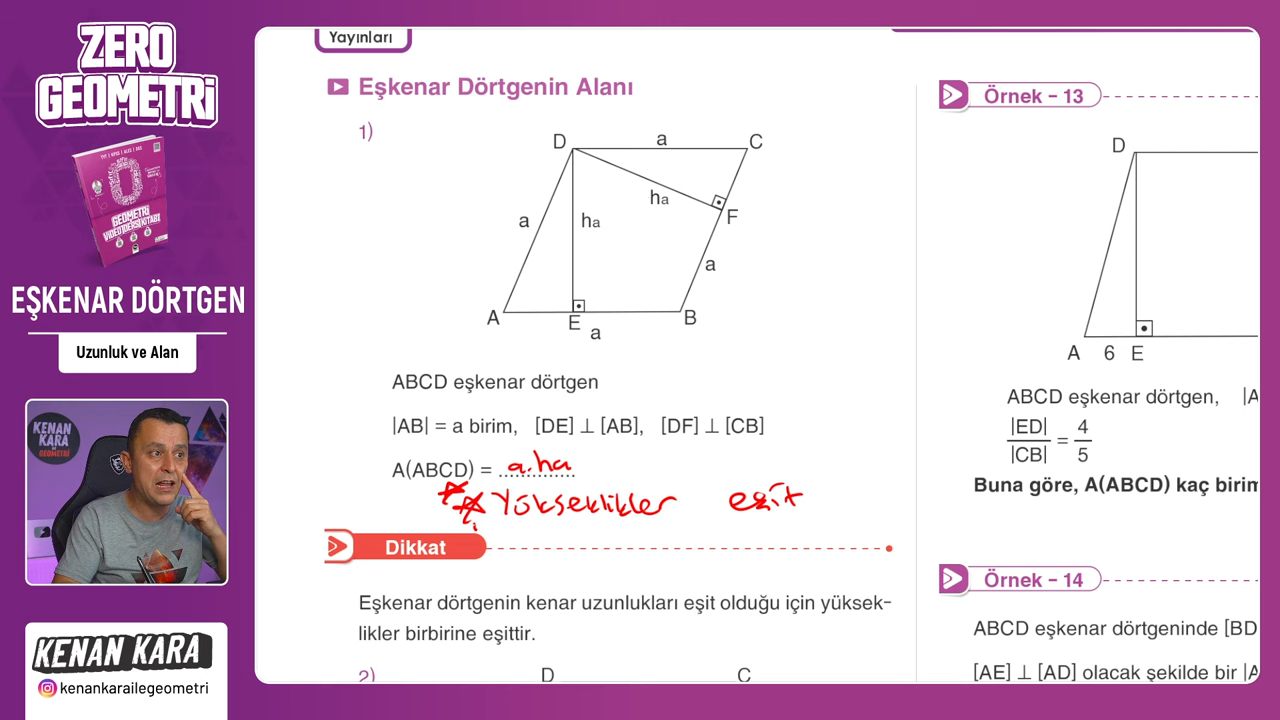 ZERO
GEOMETRİ
GEOMETRİ
VİDEO DERS KİTABI
EŞKENAR DÖRTGEN
Uzunluk ve Alan
KENAN
KARA
ile
GEOMETRİ
KENAN KARA
kenankarailegeometri
Yayınları
Eşkenar Dörtgenin Alanı
1)
D a C
ha
a ha F
a
A E B
a
ABCD eşkenar dörtgen
|AB| = a birim, [DE] ⊥ [AB], [DF] ⊥ [CB]
A(ABCD) = a.ha
Yükseklikler eşit
Dikkat
Eşkenar dörtgenin kenar uzunlukları eşit olduğu için yüksek-
likler birbirine eşittir.
2)
D C
Örnek - 13
D
A 6 E
ABCD eşkenar dörtgen, |A
|ED|/|CB| = 4/5
Buna göre, A(ABCD) kaç birim
Örnek - 14
ABCD eşkenar dörtgeninde [BD
[AE] ⊥ [AD] olacak şekilde bir |A